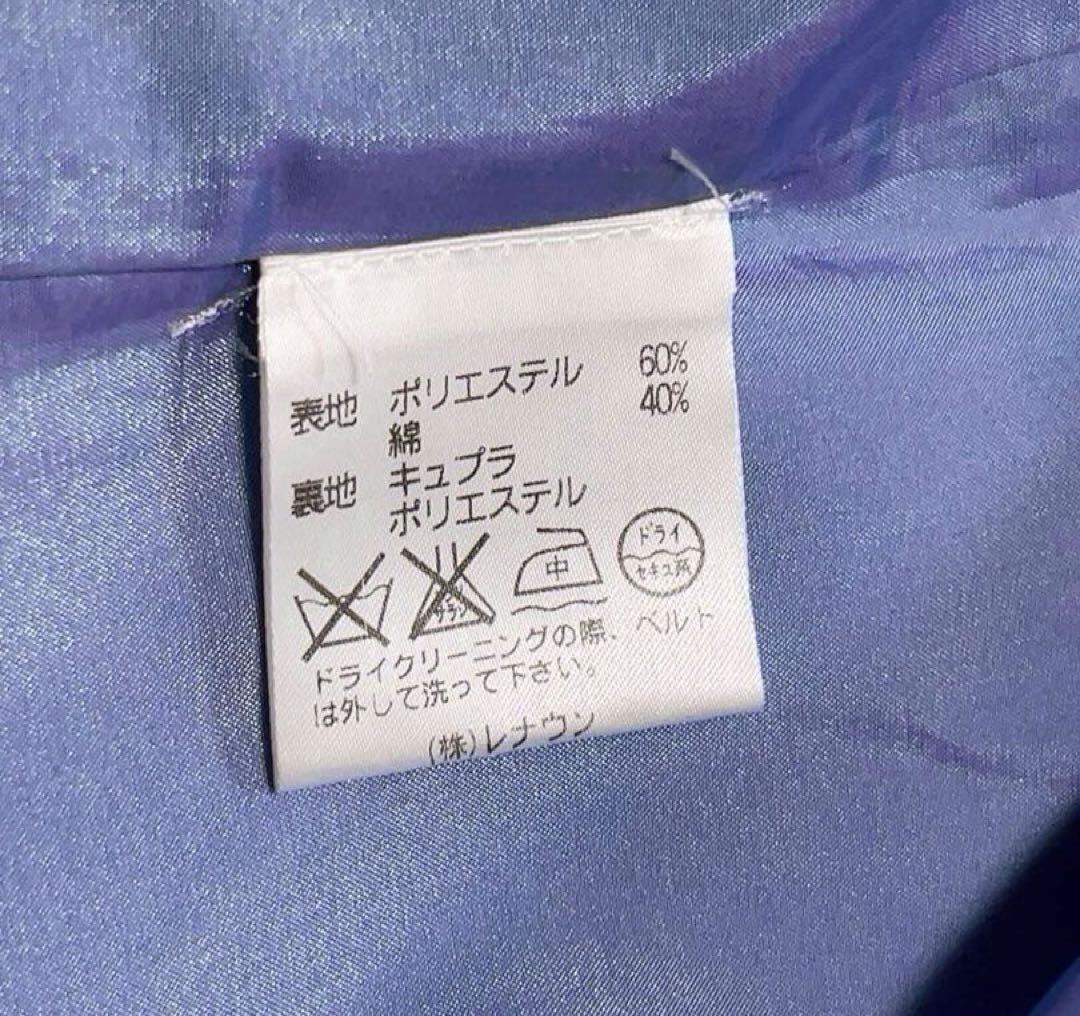 表地 ポリエステル 60%
綿 40%
裏地 キュプラ
ポリエステル
サラシ
中
ドライ
セキユ系
ドライクリーニングの際、ベルト
は外して洗って下さい。
(株)レナウン